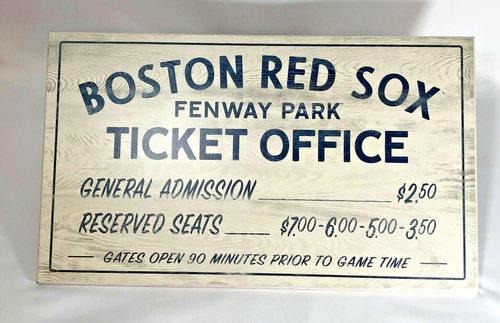 BOSTON RED SOX
FENWAY PARK
TICKET OFFICE
GENERAL ADMISSION $2.50
RESERVED SEATS $7.00-6.00-5.00-3.50
GATES OPEN 90 MINUTES PRIOR TO GAME TIME